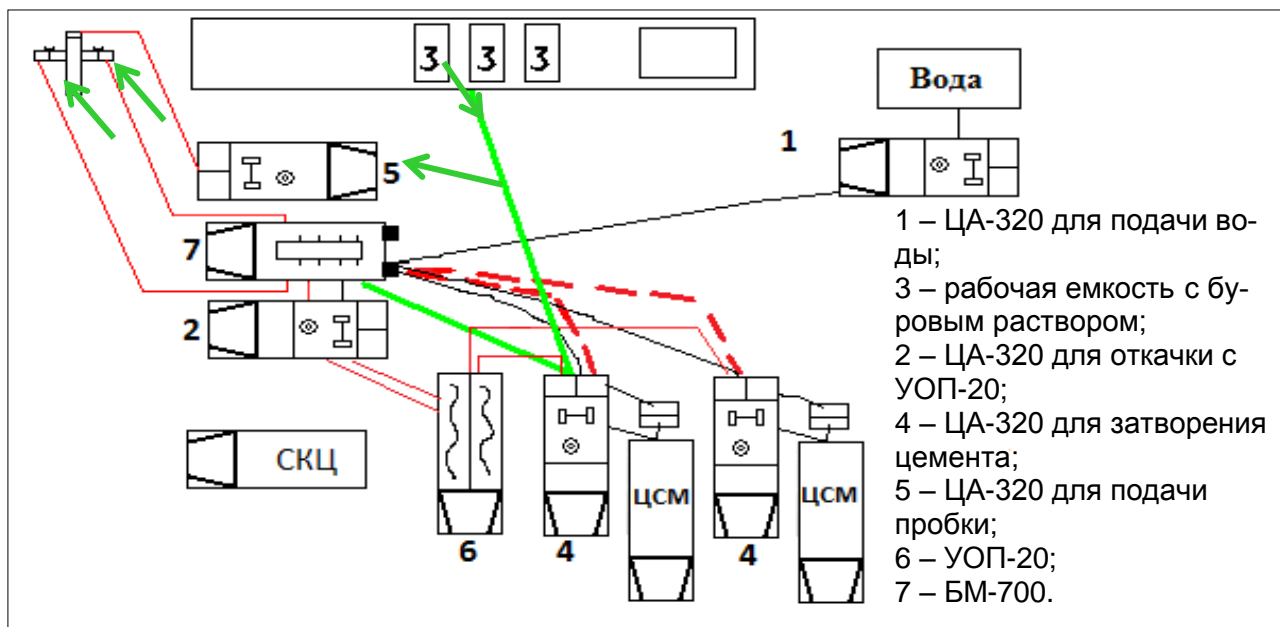 3 3 3
Вода
1
5
7
2
СКЦ
ЦСМ
ЦСМ
6
4
4
1 – ЦА-320 для подачи во-
ды;
3 – рабочая емкость с бу-
ровым раствором;
2 – ЦА-320 для откачки с
УОП-20;
4 – ЦА-320 для затворения
цемента;
5 – ЦА-320 для подачи
пробки;
6 – УОП-20;
7 – БМ-700.